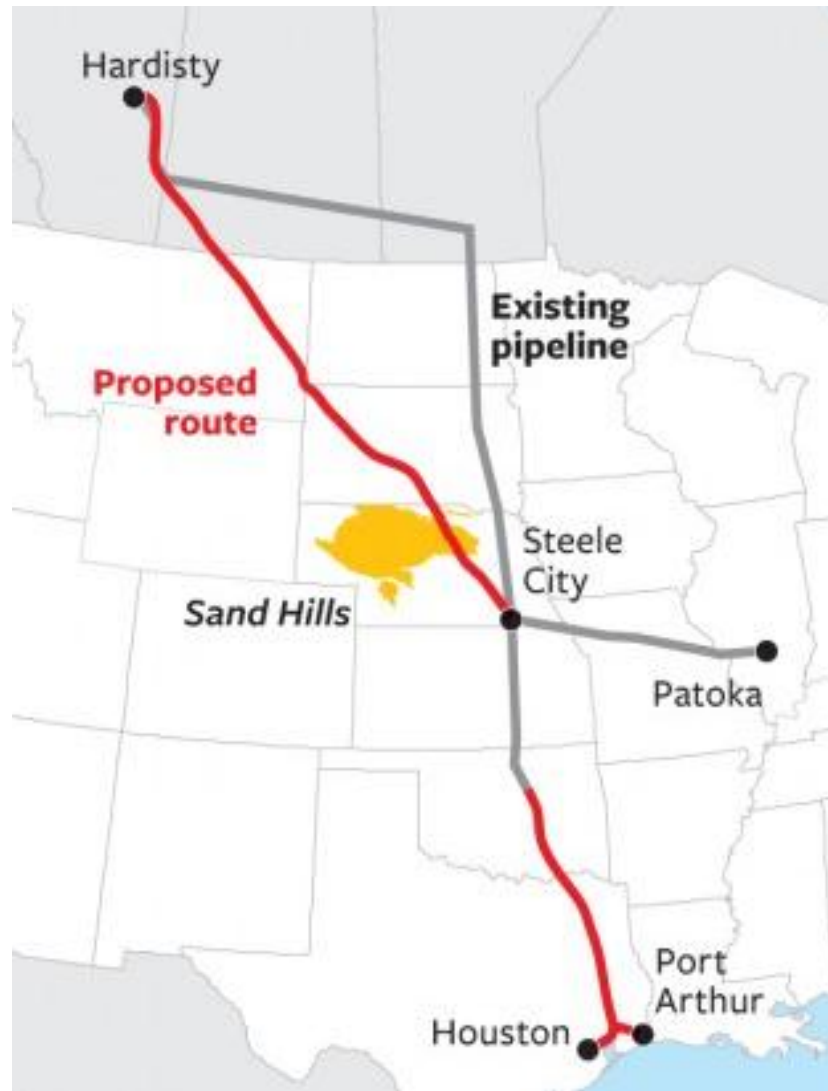 Hardisty
Existing
pipeline
Proposed
route
Steele
City
Sand Hills
Patoka
Port
Arthur
Houston